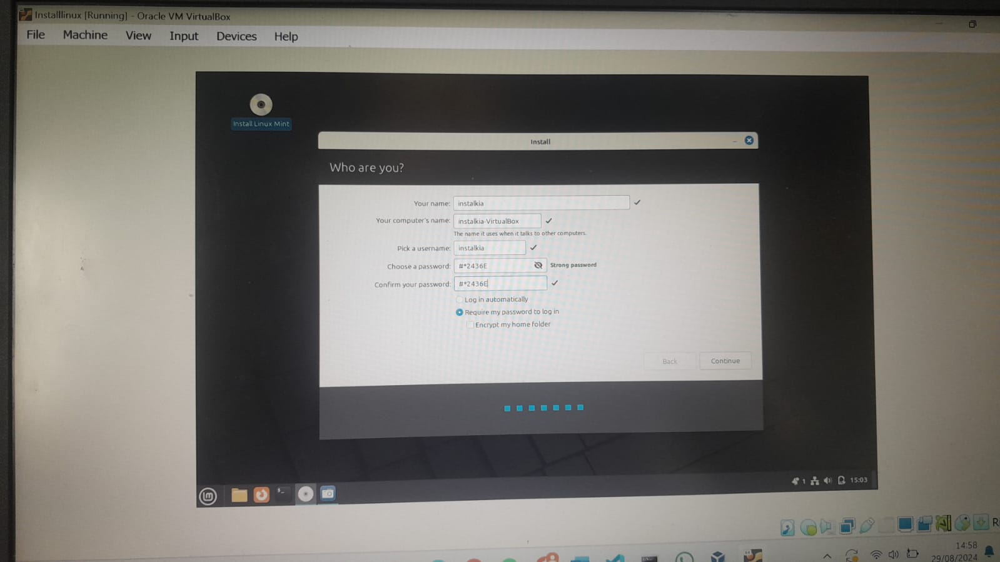 Installlinux [Running] - Oracle VM VirtualBox
File Machine View Input Devices Help
Install Linux Mint
Install
Who are you?
Your name: instalkia
Your computer's name: instalkia-VirtualBox
The name it uses when it talks to other computers.
Pick a username: instalkia
Choose a password: #*2436E Strong password
Confirm your password: #*2436E
Log in automatically
Require my password to log in
Encrypt my home folder
Back Continue
1 15:03
14:58
29/08/2024